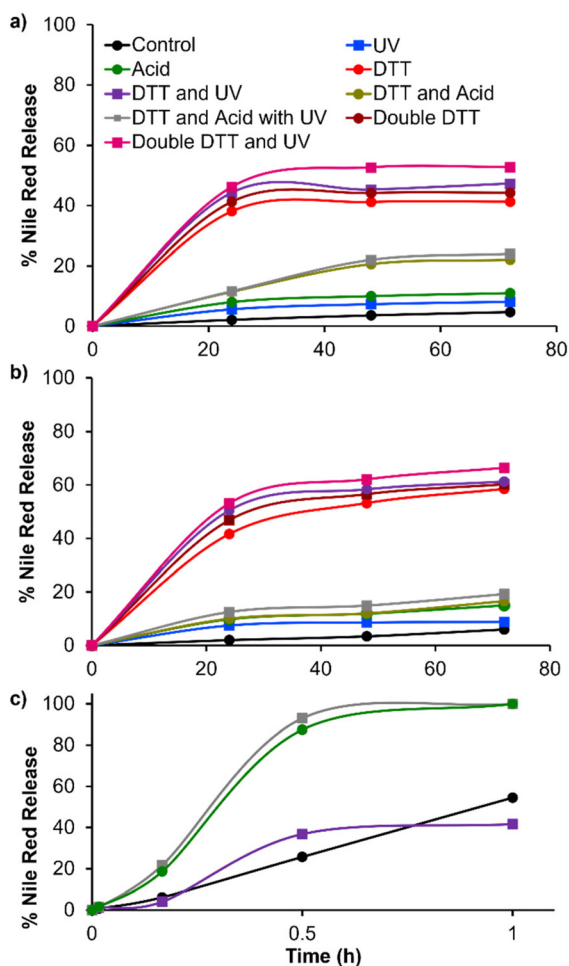 a)
100
Control
UV
Acid
DTT
80
DTT and UV
DTT and Acid
DTT and Acid with UV
Double DTT
Double DTT and UV
60
40
20
0
% Nile Red Release
0 20 40 60 80
b)
100
80
60
40
20
0
% Nile Red Release
0 20 40 60 80
c)
100
80
60
40
20
0
% Nile Red Release
0 0.5 1
Time (h)